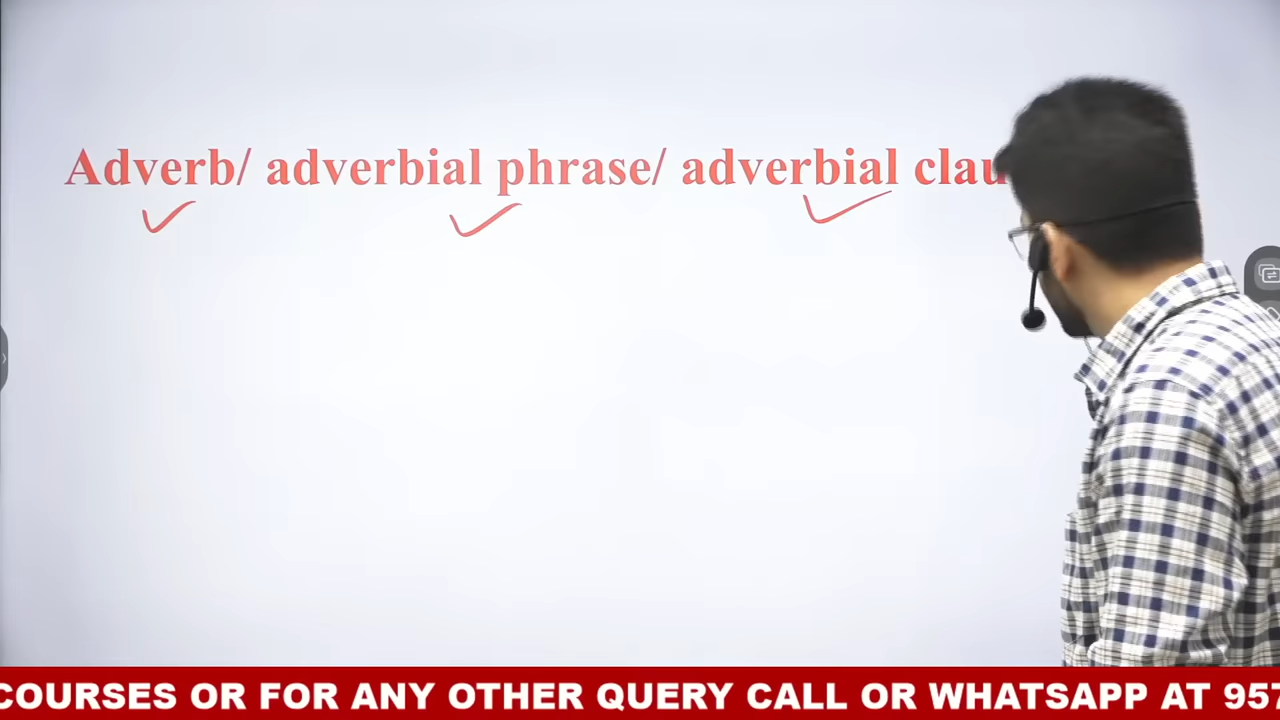 Adverb/ adverbial phrase/ adverbial clau
COURSES OR FOR ANY OTHER QUERY CALL OR WHATSAPP AT 957